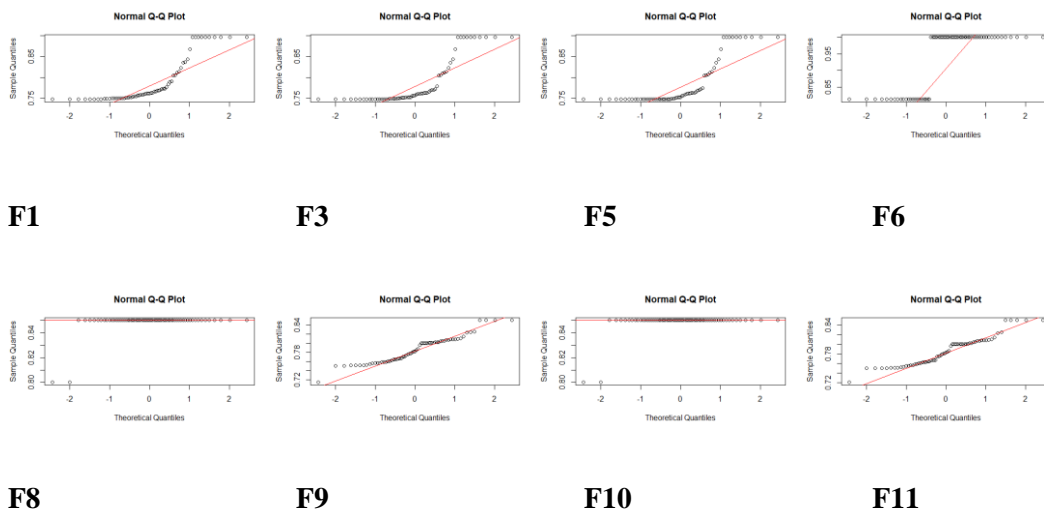 Normal Q-Q Plot Normal Q-Q Plot Normal Q-Q Plot Normal Q-Q Plot
Sample Quantiles Sample Quantiles Sample Quantiles Sample Quantiles
0.85 0.85 0.85 0.95
0.75 0.75 0.75 0.85
-2 -1 0 1 2 -2 -1 0 1 2 -2 -1 0 1 2 -2 -1 0 1 2
Theoretical Quantiles Theoretical Quantiles Theoretical Quantiles Theoretical Quantiles
F1 F3 F5 F6
Normal Q-Q Plot Normal Q-Q Plot Normal Q-Q Plot Normal Q-Q Plot
Sample Quantiles Sample Quantiles Sample Quantiles Sample Quantiles
0.84 0.84 0.84 0.84
0.82 0.78 0.82 0.78
0.80 0.72 0.80 0.72
-2 -1 0 1 2 -2 -1 0 1 2 -2 -1 0 1 2 -2 -1 0 1 2
Theoretical Quantiles Theoretical Quantiles Theoretical Quantiles Theoretical Quantiles
F8 F9 F10 F11